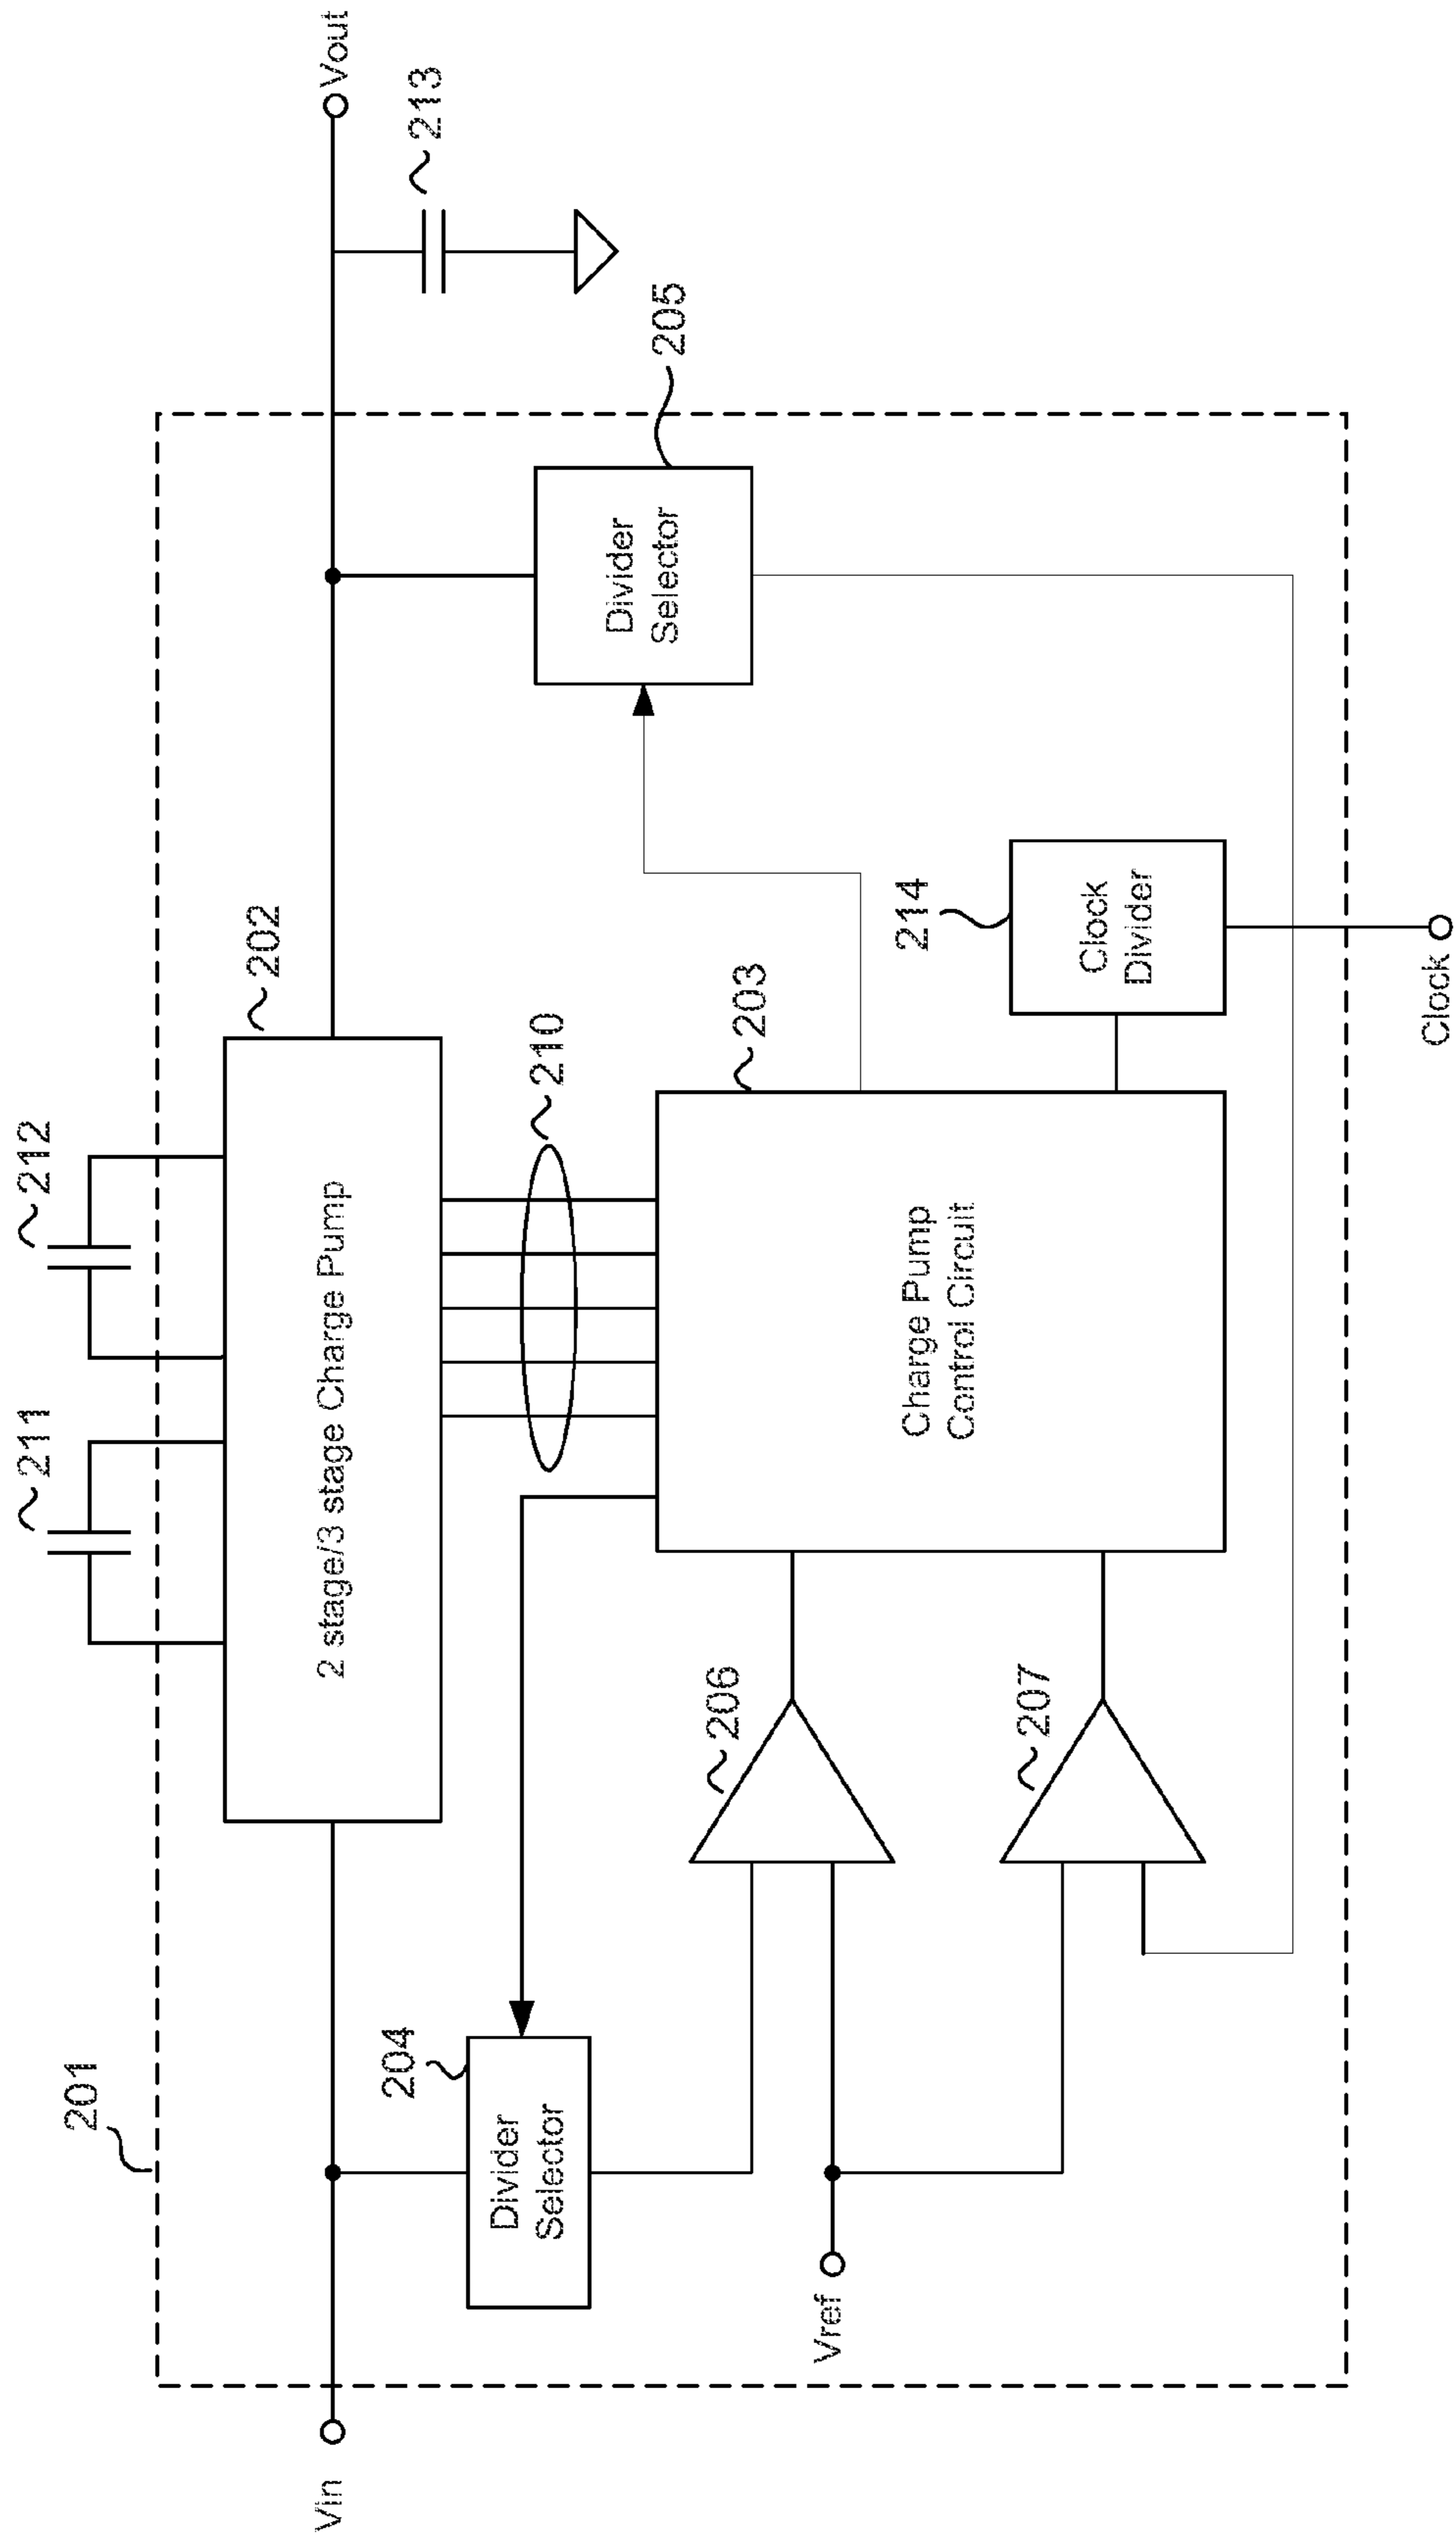 201
Vin
Vout
211
212
202
2 stage/3 stage Charge Pump
213
210
204
Divider
Selector
205
Divider
Selector
203
Charge Pump
Control Circuit
206
207
Vref
214
Clock
Divider
Clock